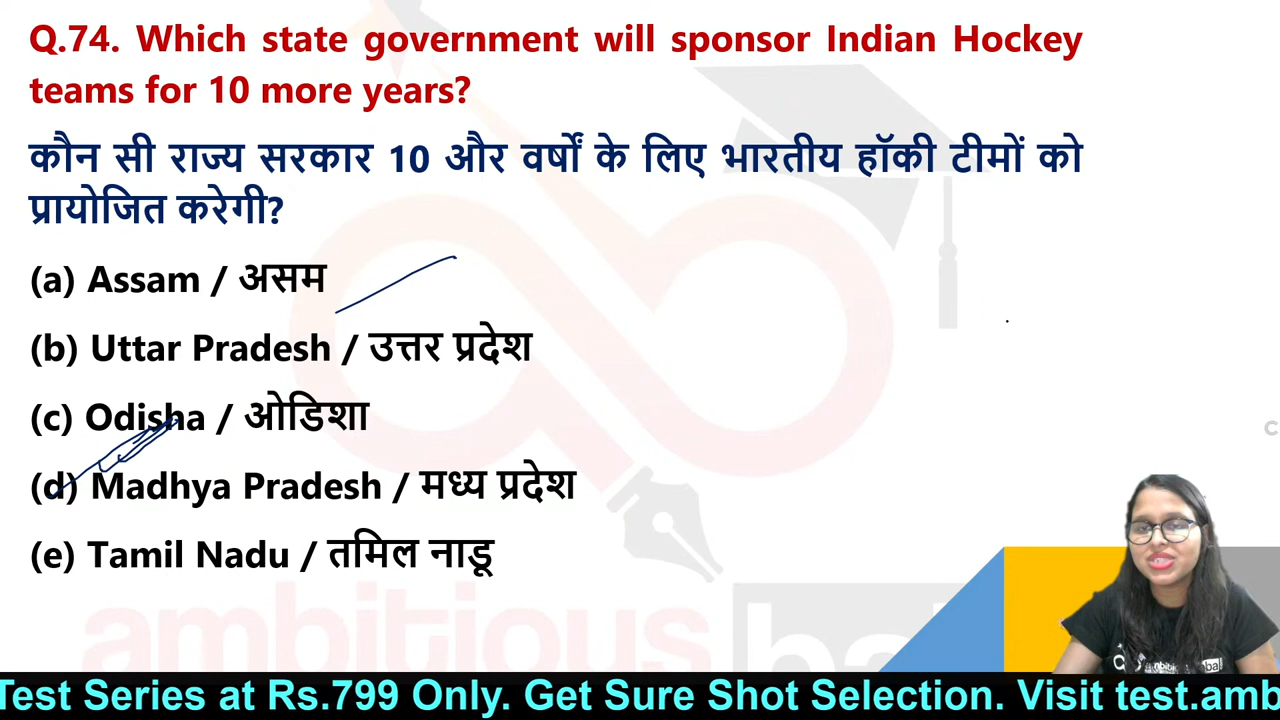 Q.74. Which state government will sponsor Indian Hockey
teams for 10 more years?
कौन सी राज्य सरकार 10 और वर्षों के लिए भारतीय हॉकी टीमों को
प्रायोजित करेगी?
(a) Assam / असम
(b) Uttar Pradesh / उत्तर प्रदेश
(c) Odisha / ओडिशा
(d) Madhya Pradesh / मध्य प्रदेश
(e) Tamil Nadu / तमिल नाडू
ambitious ba
Test Series at Rs.799 Only. Get Sure Shot Selection. Visit test.amb